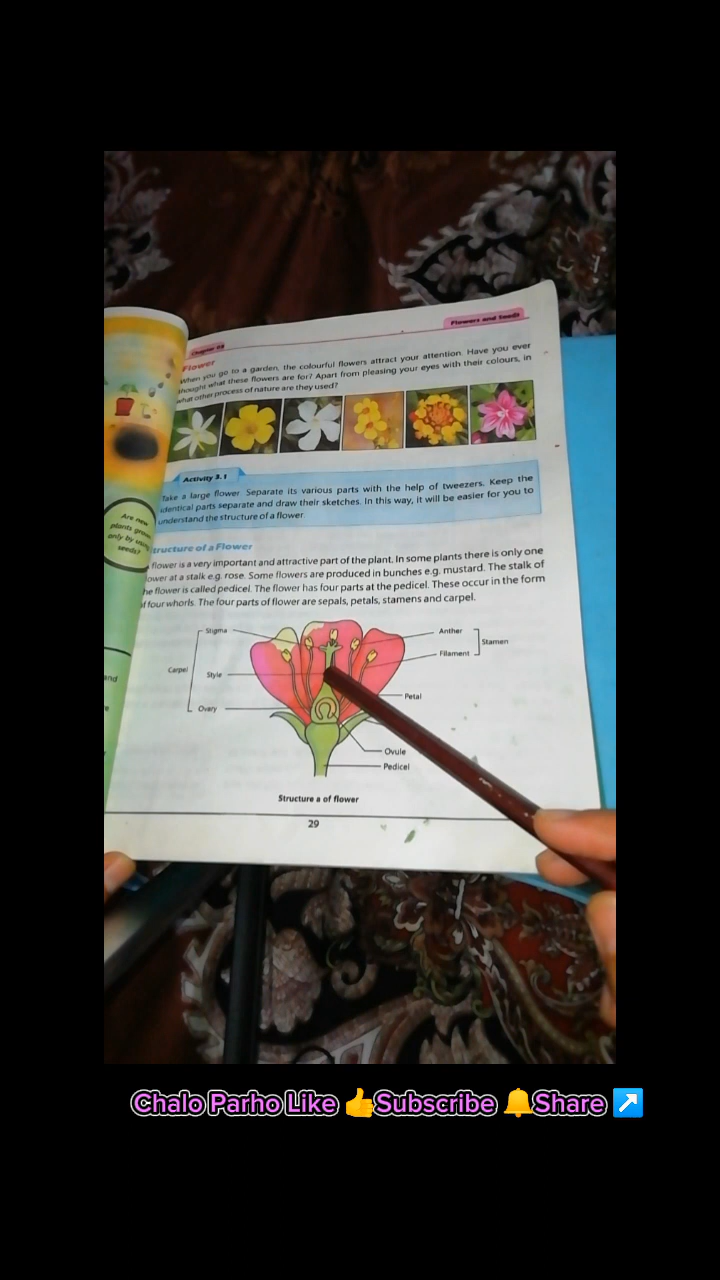 Chapter 03
Flowers and Seeds
Flower
When you go to a garden, the colourful flowers attract your attention. Have you ever
thought what these flowers are for? Apart from pleasing your eyes with their colours, in
what other process of nature are they used?
Activity 3.1
Take a large flower. Separate its various parts with the help of tweezers. Keep the
identical parts separate and draw their sketches. In this way, it will be easier for you to
understand the structure of a flower.
Are new
plants grow
only by using
seeds?
tructure of a Flower
flower is a very important and attractive part of the plant. In some plants there is only one
lower at a stalk e.g. rose. Some flowers are produced in bunches e.g. mustard. The stalk of
he flower is called pedicel. The flower has four parts at the pedicel. These occur in the form
f four whorls. The four parts of flower are sepals, petals, stamens and carpel.
Stigma
Anther
Stamen
Filament
Carpel
Style
Petal
Ovary
Ovule
Pedicel
Structure a of flower
29
and
Chalo Parho Like 👍Subscribe 🔔Share ↗